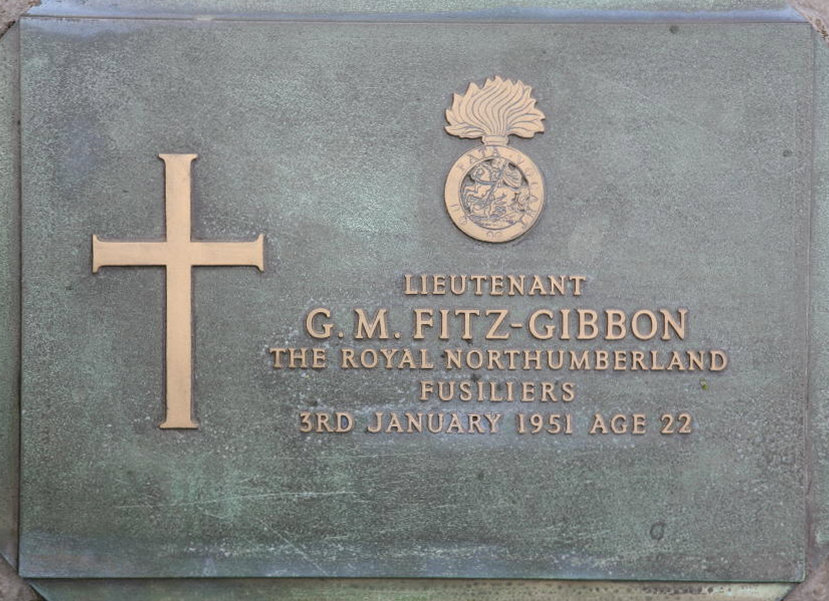 LIEUTENANT
G. M. FITZ-GIBBON
THE ROYAL NORTHUMBERLAND
FUSILIERS
3RD JANUARY 1951 AGE 22